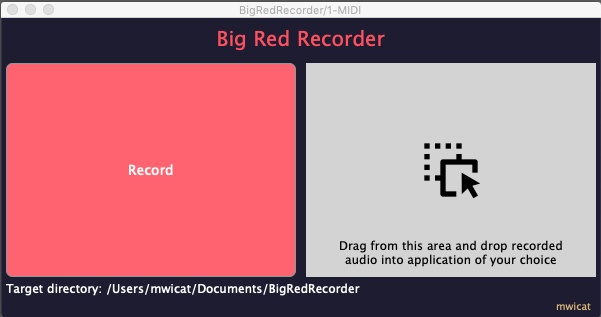 BigRedRecorder/1-MIDI
Big Red Recorder
Record
Drag from this area and drop recorded
audio into application of your choice
Target directory: /Users/mwicat/Documents/BigRedRecorder
mwicat